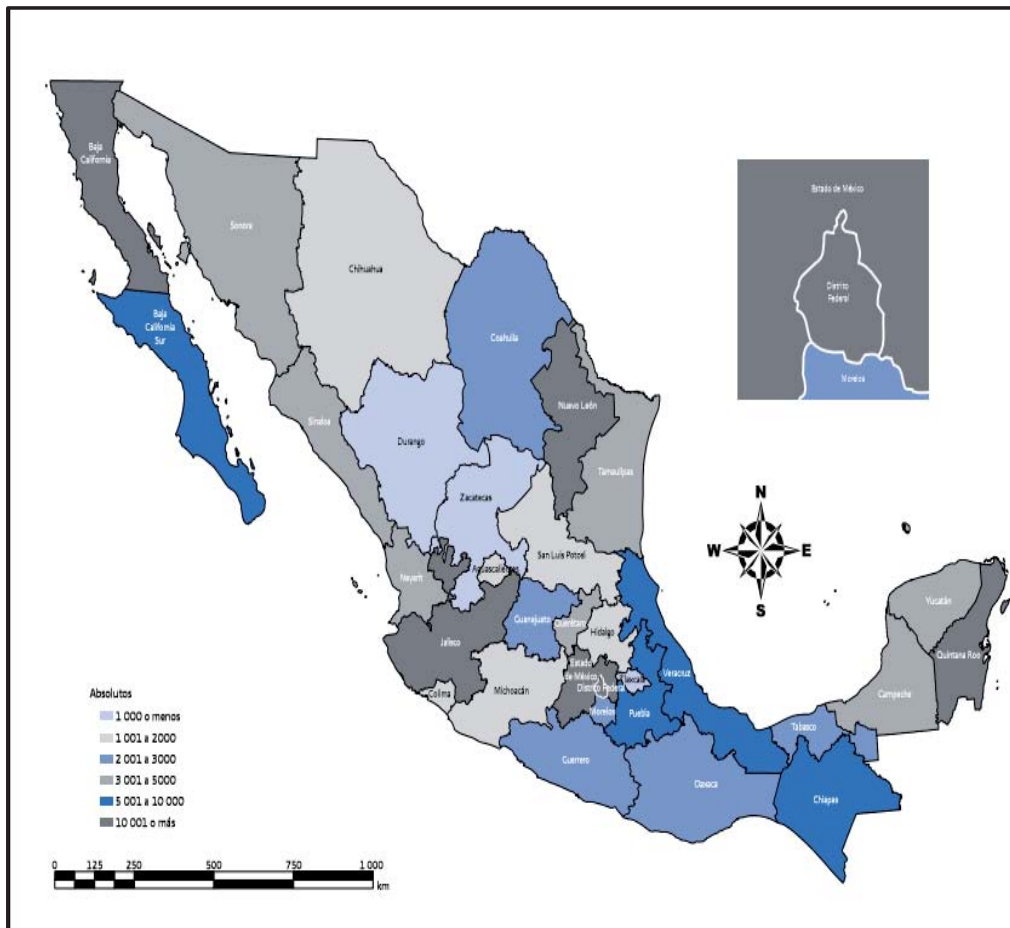 Baja
California
Estado de México
Sonora
Chihuahua
Distrito
Federal
Baja
California
Sur
Coahuila
Morelos
Nuevo León
Sinaloa
Durango
Tamaulipas
Zacatecas
N
W
E
S
San Luis Potosí
Aguascalientes
Nayarit
Yucatán
Guanajuato
Querétaro
Hidalgo
Jalisco
Quintana Roo
Estado
de México
Veracruz
Tlaxcala
Distrito Federal
Colima
Michoacán
Campeche
Morelos
Puebla
Tabasco
Guerrero
Oaxaca
Chiapas
Absolutos
1 000 o menos
1 001 a 2000
2 001 a 3000
3 001 a 5000
5 001 a 10 000
10 001 o más
0 125 250 500 750 1 000
km